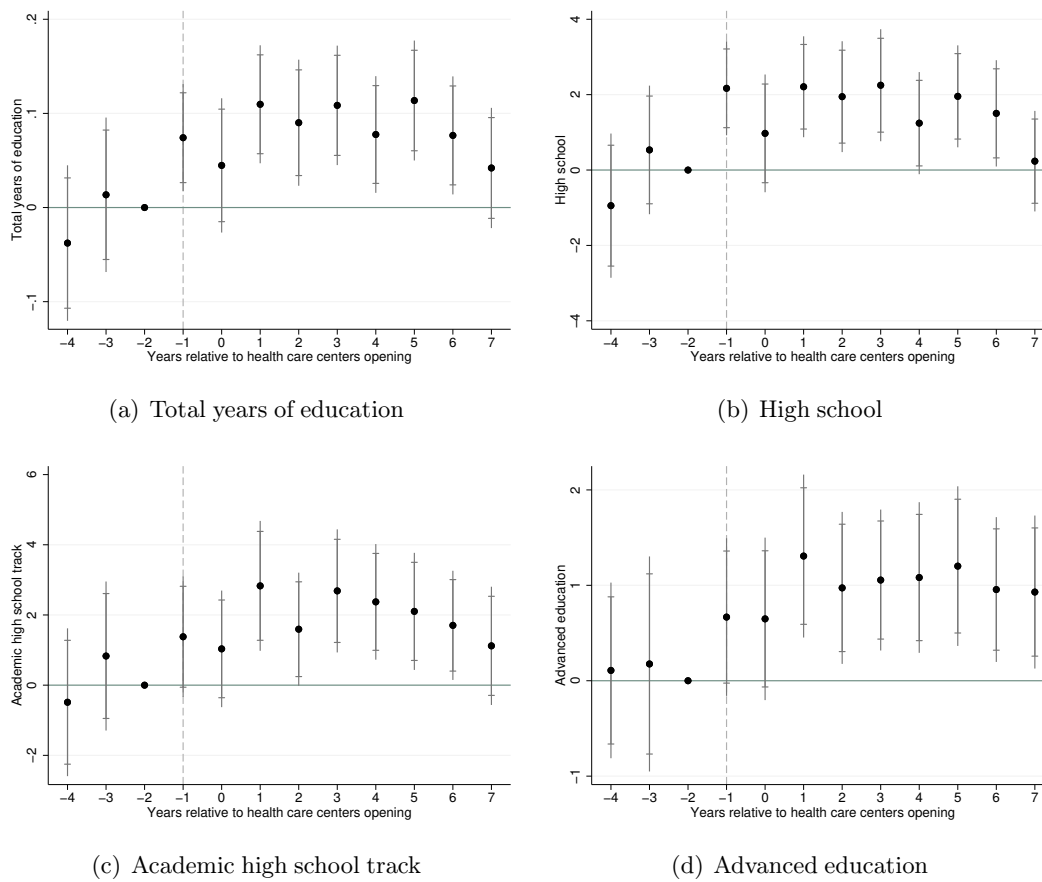 .2
.1
0
−.1
Total years of education
−4 −3 −2 −1 0 1 2 3 4 5 6 7
Years relative to health care centers opening
(a) Total years of education
4
2
0
−2
−4
High school
−4 −3 −2 −1 0 1 2 3 4 5 6 7
Years relative to health care centers opening
(b) High school
6
4
2
0
−2
Academic high school track
−4 −3 −2 −1 0 1 2 3 4 5 6 7
Years relative to health care centers opening
(c) Academic high school track
2
1
0
−1
Advanced education
−4 −3 −2 −1 0 1 2 3 4 5 6 7
Years relative to health care centers opening
(d) Advanced education